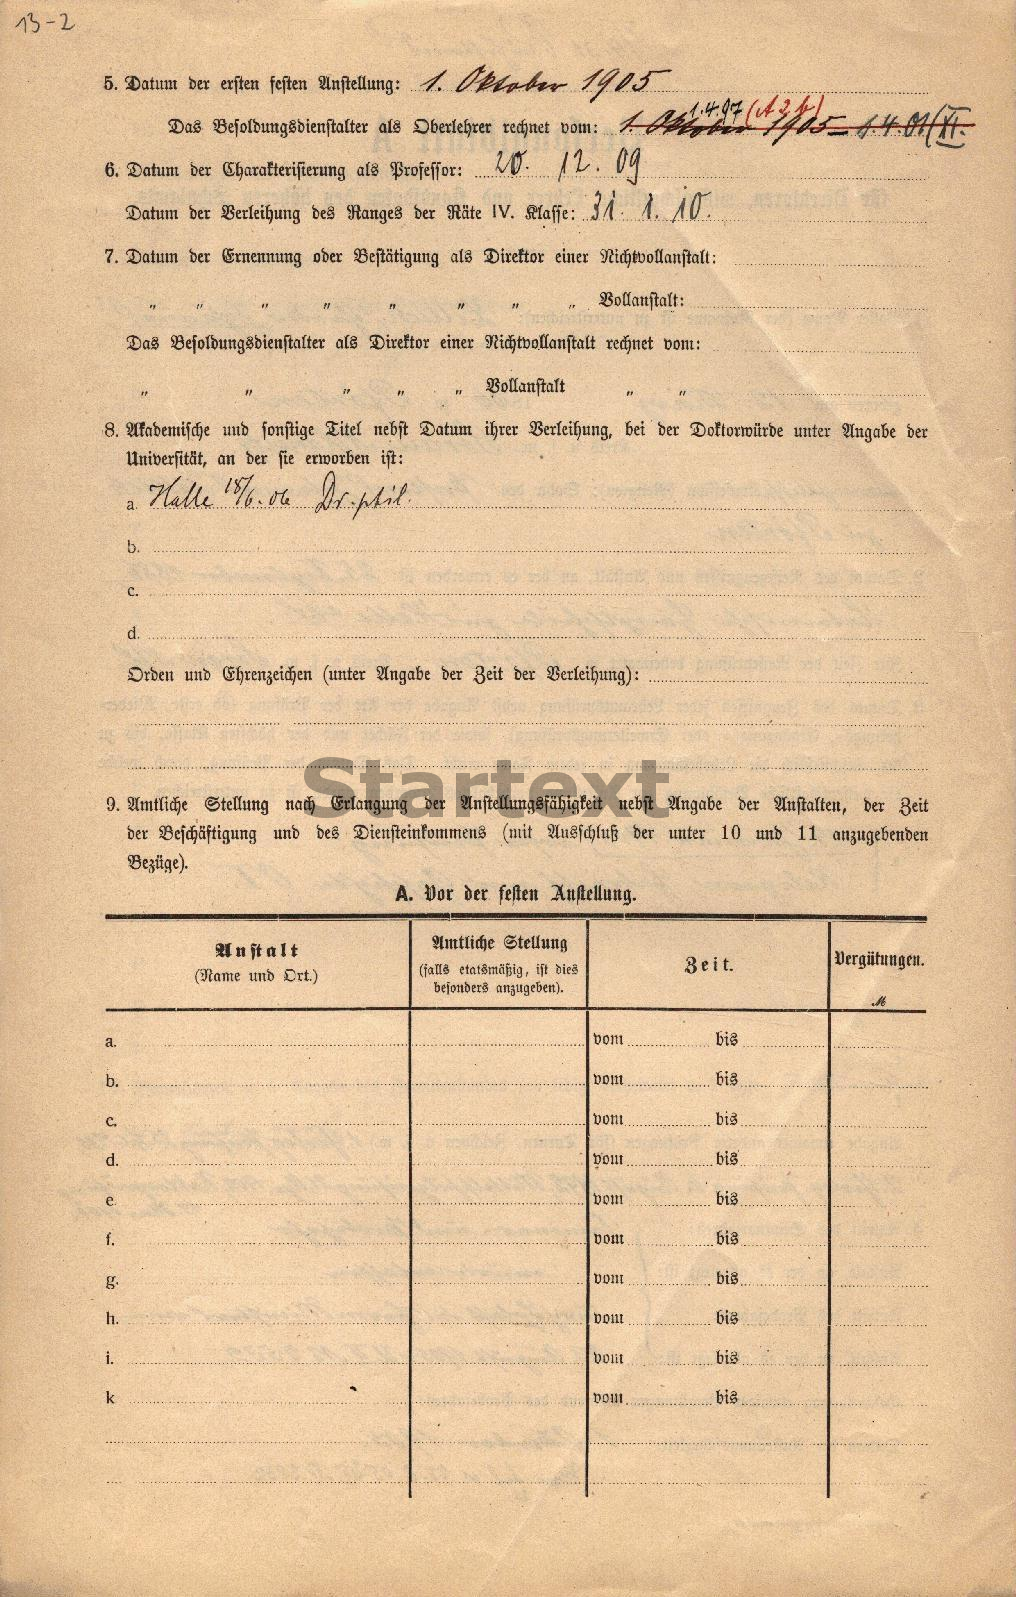 13-2
5. Datum der ersten festen Anstellung: 1. Oktober 1905
1.4.07 (A 2 b)
Das Besoldungsdienstalter als Oberlehrer rechnet vom: 1. Oktober 1905
6. Datum der Charakterisierung als Professor: 20. 12. 09
Datum der Verleihung des Ranges der Räte IV. Klasse: 31. 1. 10.
7. Datum der Ernennung oder Bestätigung als Direktor einer Nichtvollanstalt:
" " " " " " " " Vollanstalt:
Das Besoldungsdienstalter als Direktor einer Nichtvollanstalt rechnet vom:
" " " " " Vollanstalt " "
8. Akademische und sonstige Titel nebst Datum ihrer Verleihung, bei der Doktorwürde unter Angabe der
Universität, an der sie erworben ist:
a. Halle 18/6. 06 Dr. phil.
b.
c.
d.
Orden und Ehrenzeichen (unter Angabe der Zeit der Verleihung):
Startext
9. Amtliche Stellung nach Erlangung der Anstellungsfähigkeit nebst Angabe der Anstalten, der Zeit
der Beschäftigung und des Diensteinkommens (mit Ausschluß der unter 10 und 11 anzugebenden
Bezüge).
A. Vor der festen Anstellung.
Anstalt
(Name und Ort.)
Amtliche Stellung
(falls etatsmäßig, ist dies
besonders anzugeben).
Zeit.
Vergütungen.
M
a. vom bis
b. vom bis
c. vom bis
d. vom bis
e. vom bis
f. vom bis
g. vom bis
h. vom bis
i. vom bis
k vom bis